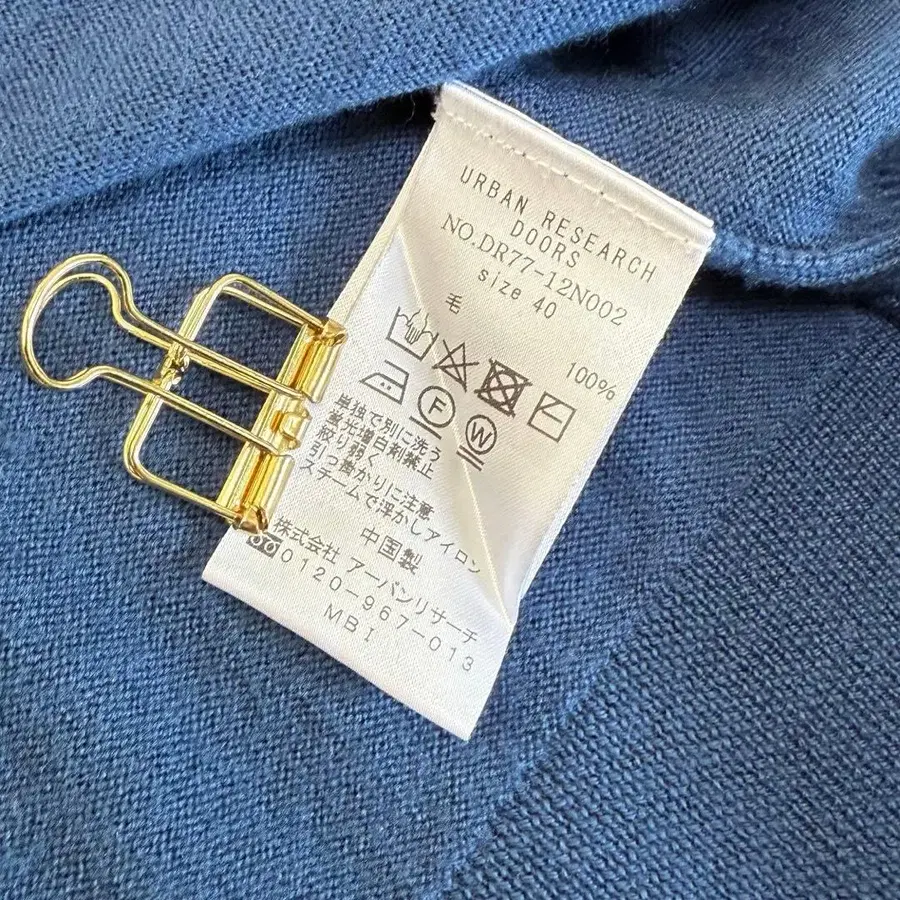 URBAN RESEARCH
DOORS
NO.DR77-12N002
size 40
毛 100%
F W
単独で別に洗う
蛍光増白剤禁止
絞り弱く
引っ掛かりに注意
スチームで浮かしアイロン
中国製
株式会社 アーバンリサーチ
0120-967-013
MBI